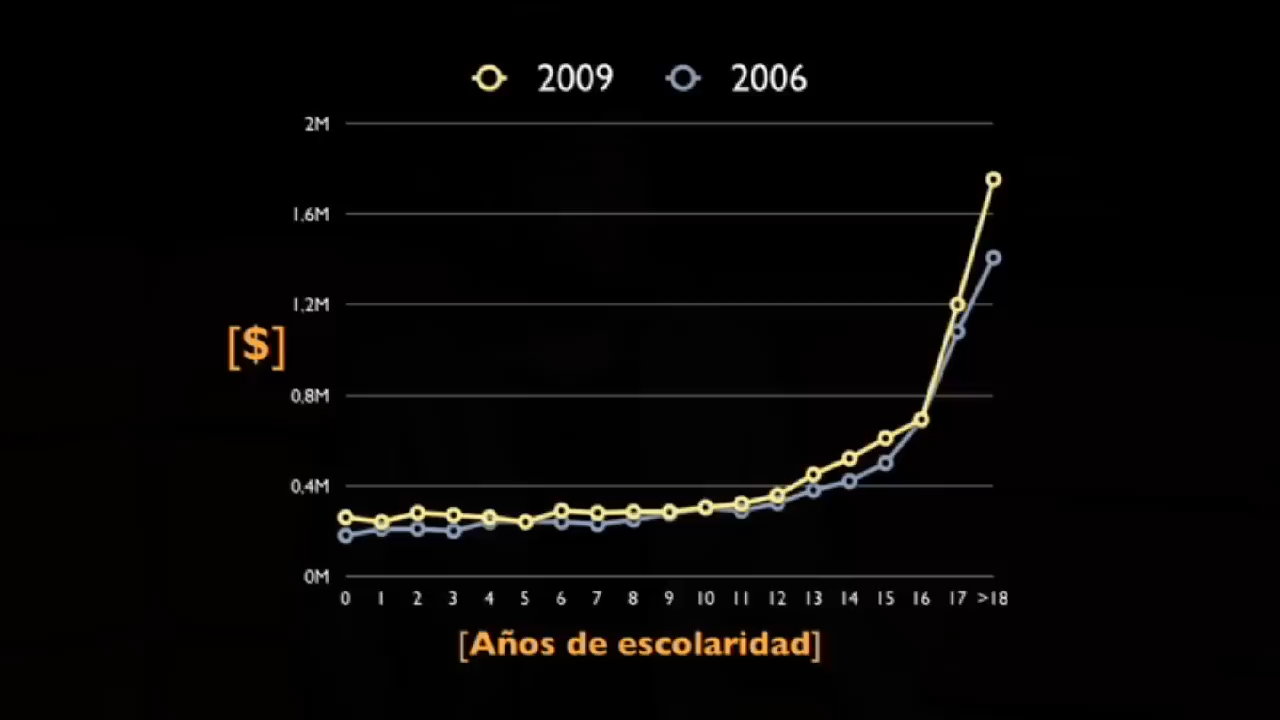 2009 2006
2M
1.6M
1.2M
[$]
0.8M
0.4M
0M
0 1 2 3 4 5 6 7 8 9 10 11 12 13 14 15 16 17 >18
[Años de escolaridad]